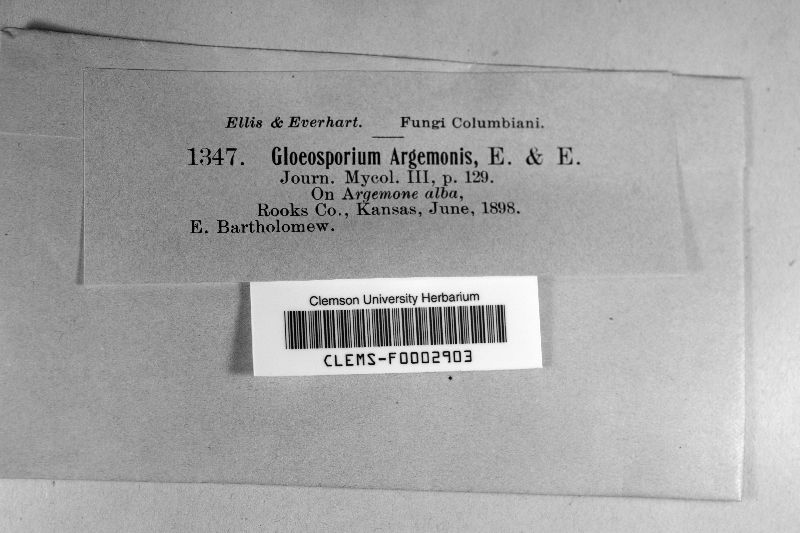 Ellis & Everhart. Fungi Columbiani.
1347. Gloeosporium Argemonis, E. & E.
Journ. Mycol. III, p. 129.
On Argemone alba,
Rooks Co., Kansas, June, 1898.
E. Bartholomew.
Clemson University Herbarium
CLEMS-F0002903